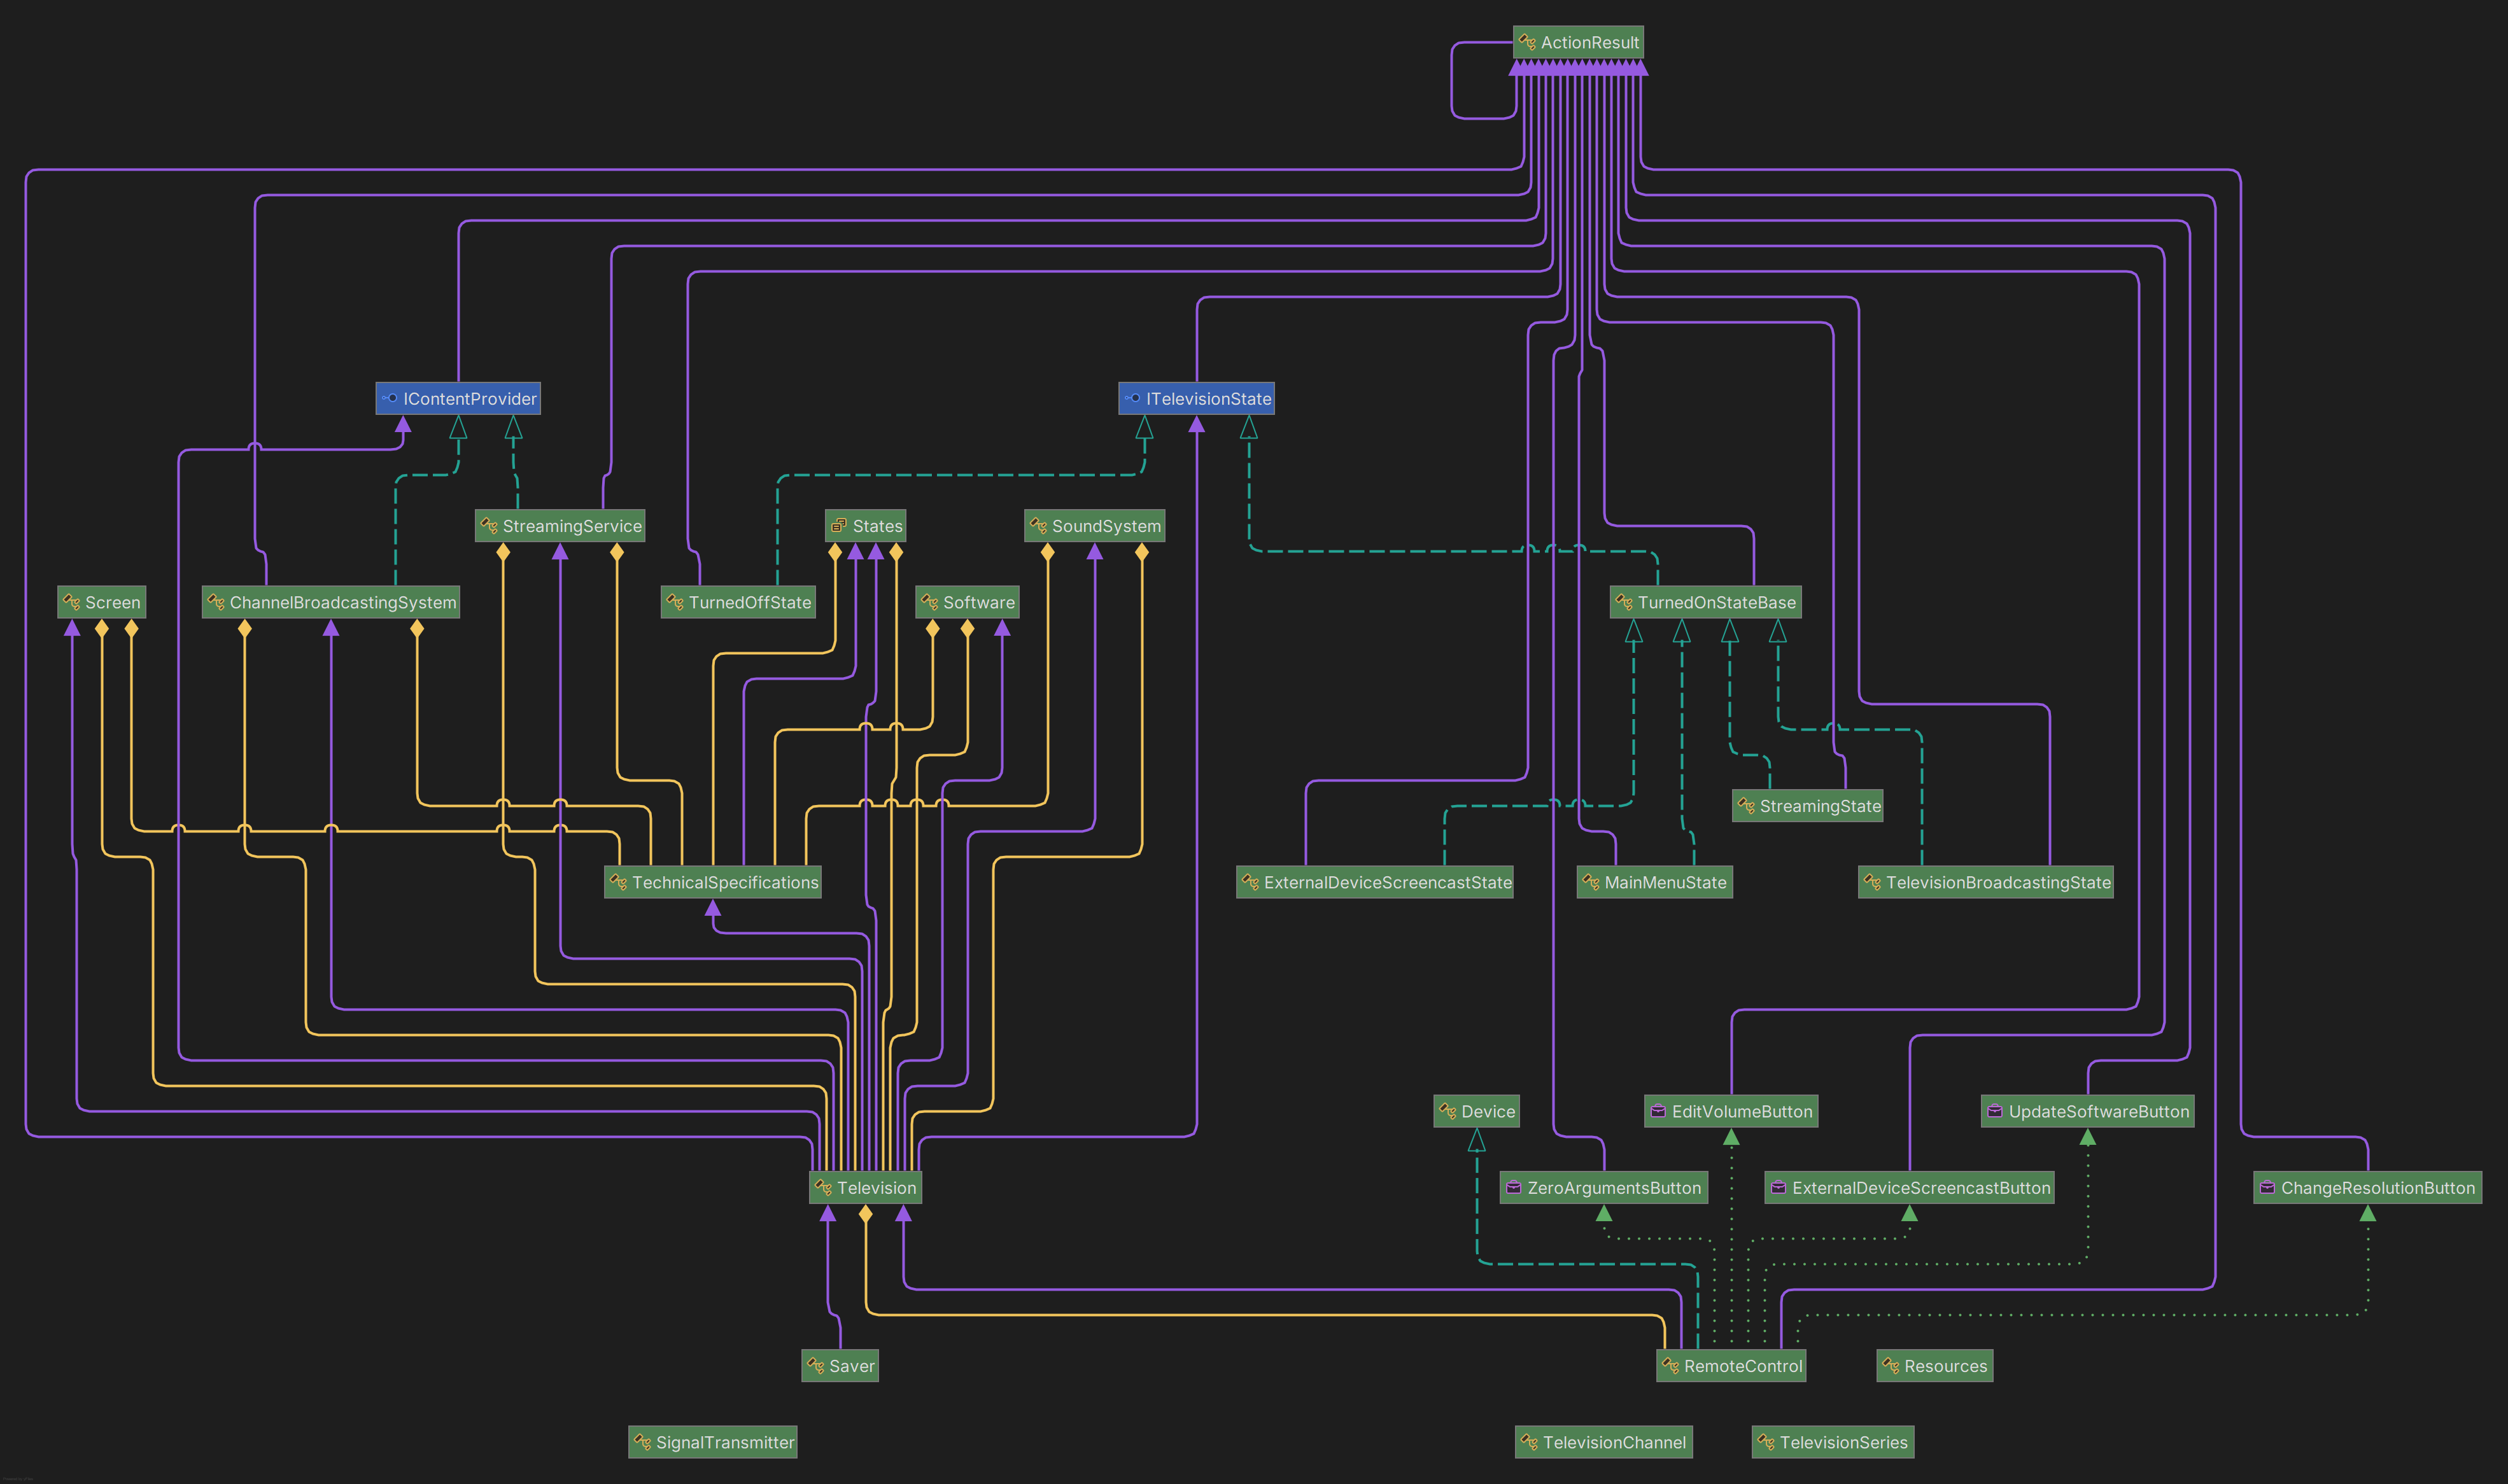 ActionResult
IContentProvider
ITelevisionState
StreamingService
States
SoundSystem
Screen
ChannelBroadcastingSystem
TurnedOffState
Software
TurnedOnStateBase
StreamingState
TechnicalSpecifications
ExternalDeviceScreencastState
MainMenuState
TelevisionBroadcastingState
Device
EditVolumeButton
UpdateSoftwareButton
Television
ZeroArgumentsButton
ExternalDeviceScreencastButton
ChangeResolutionButton
Saver
RemoteControl
Resources
SignalTransmitter
TelevisionChannel
TelevisionSeries